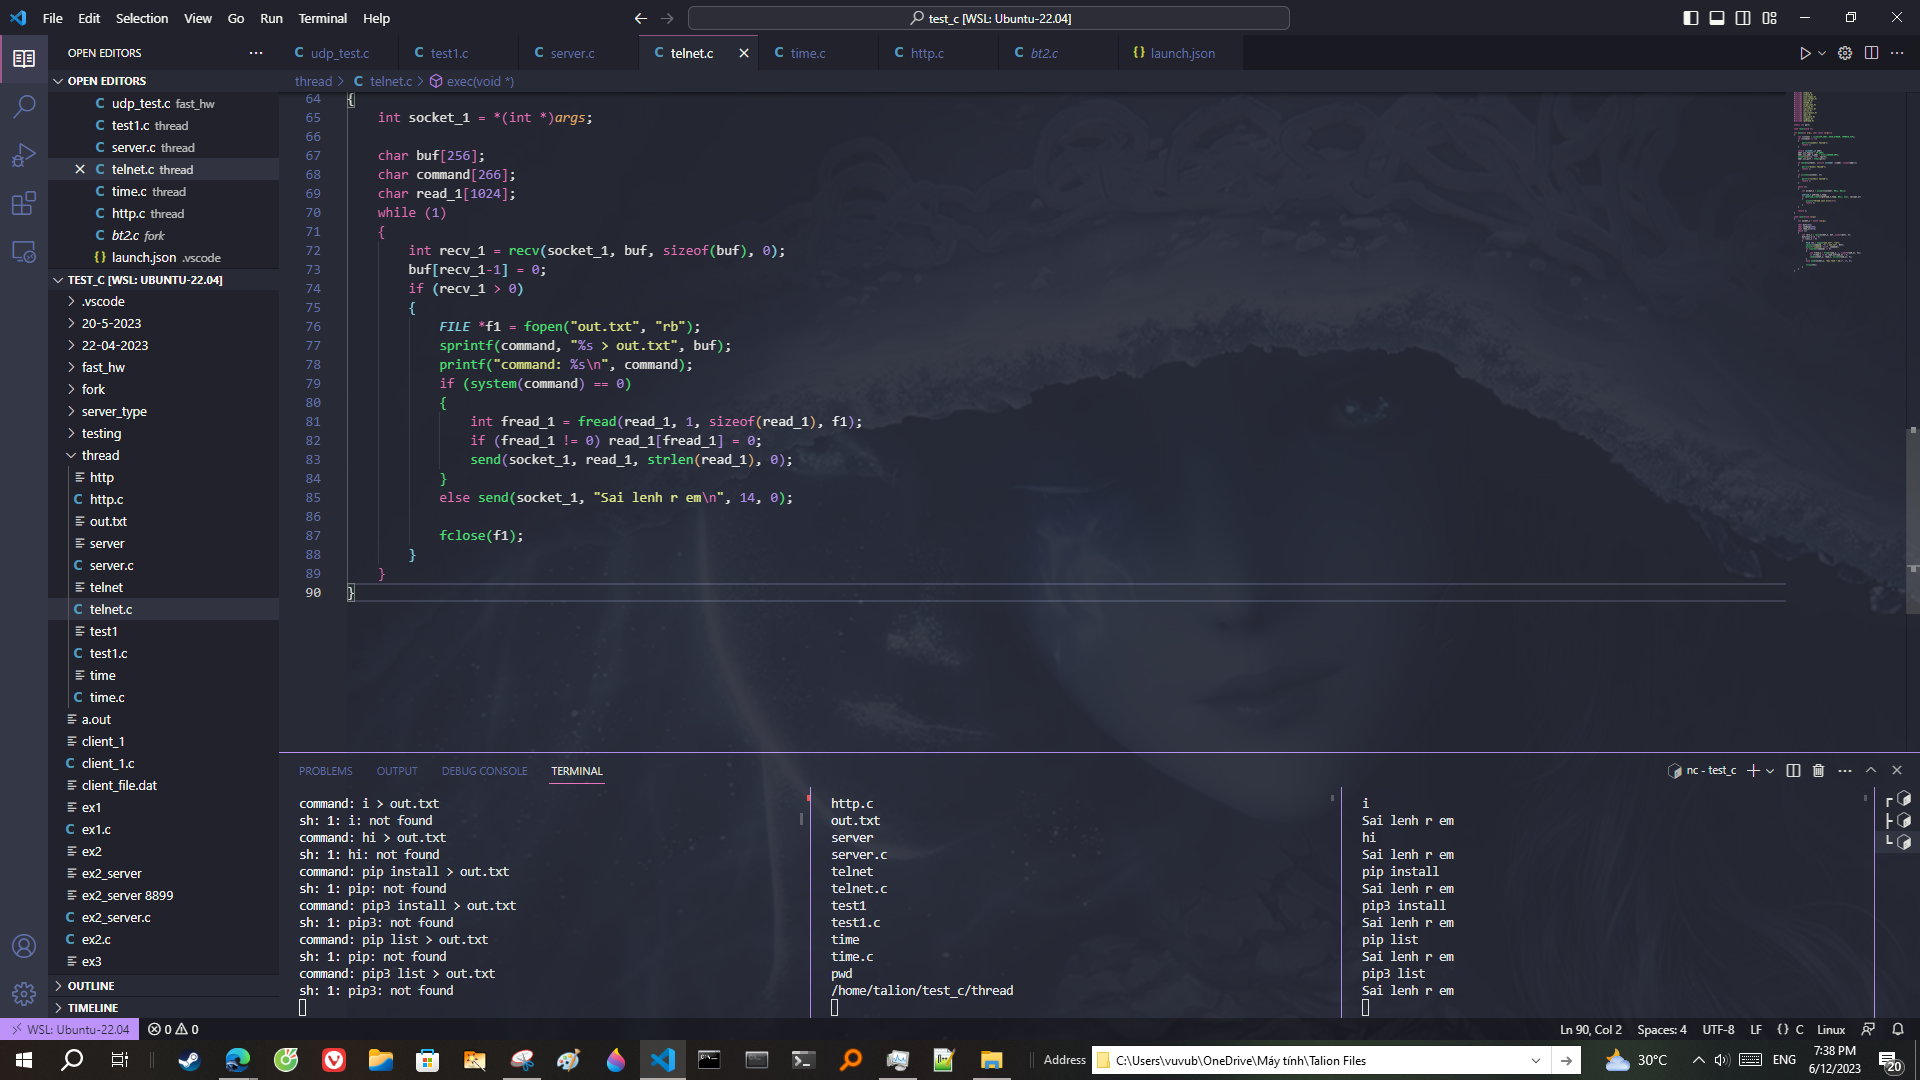 File Edit Selection View Go Run Terminal Help
test_c [WSL: Ubuntu-22.04]
OPEN EDITORS
udp_test.c
test1.c
server.c
telnet.c
time.c
http.c
bt2.c
launch.json
thread > telnet.c > exec(void *)
OPEN EDITORS
udp_test.c fast_hw
test1.c thread
server.c thread
telnet.c thread
time.c thread
http.c thread
bt2.c fork
launch.json .vscode
TEST_C [WSL: UBUNTU-22.04]
.vscode
20-5-2023
22-04-2023
fast_hw
fork
server_type
testing
thread
http
http.c
out.txt
server
server.c
telnet
telnet.c
test1
test1.c
time
time.c
a.out
client_1
client_1.c
client_file.dat
ex1
ex1.c
ex2
ex2_server
ex2_server 8899
ex2_server.c
ex2.c
ex3
OUTLINE
TIMELINE
64 {
65 int socket_1 = *(int *)args;
66
67 char buf[256];
68 char command[266];
69 char read_1[1024];
70 while (1)
71 {
72 int recv_1 = recv(socket_1, buf, sizeof(buf), 0);
73 buf[recv_1-1] = 0;
74 if (recv_1 > 0)
75 {
76 FILE *f1 = fopen("out.txt", "rb");
77 sprintf(command, "%s > out.txt", buf);
78 printf("command: %s\n", command);
79 if (system(command) == 0)
80 {
81 int fread_1 = fread(read_1, 1, sizeof(read_1), f1);
82 if (fread_1 != 0) read_1[fread_1] = 0;
83 send(socket_1, read_1, strlen(read_1), 0);
84 }
85 else send(socket_1, "Sai lenh r em\n", 14, 0);
86
87 fclose(f1);
88 }
89 }
90 }
PROBLEMS OUTPUT DEBUG CONSOLE TERMINAL
nc - test_c
command: i > out.txt
sh: 1: i: not found
command: hi > out.txt
sh: 1: hi: not found
command: pip install > out.txt
sh: 1: pip: not found
command: pip3 install > out.txt
sh: 1: pip3: not found
command: pip list > out.txt
sh: 1: pip: not found
command: pip3 list > out.txt
sh: 1: pip3: not found
http.c
out.txt
server
server.c
telnet
telnet.c
test1
test1.c
time
time.c
pwd
/home/talion/test_c/thread
i
Sai lenh r em
hi
Sai lenh r em
pip install
Sai lenh r em
pip3 install
Sai lenh r em
pip list
Sai lenh r em
pip3 list
Sai lenh r em
WSL: Ubuntu-22.04
0 0
Ln 90, Col 2
Spaces: 4
UTF-8
LF
{} C
Linux
Address
C:\Users\vuvub\OneDrive\Máy tính\Talion Files
30°C
ENG
7:38 PM
6/12/2023
20